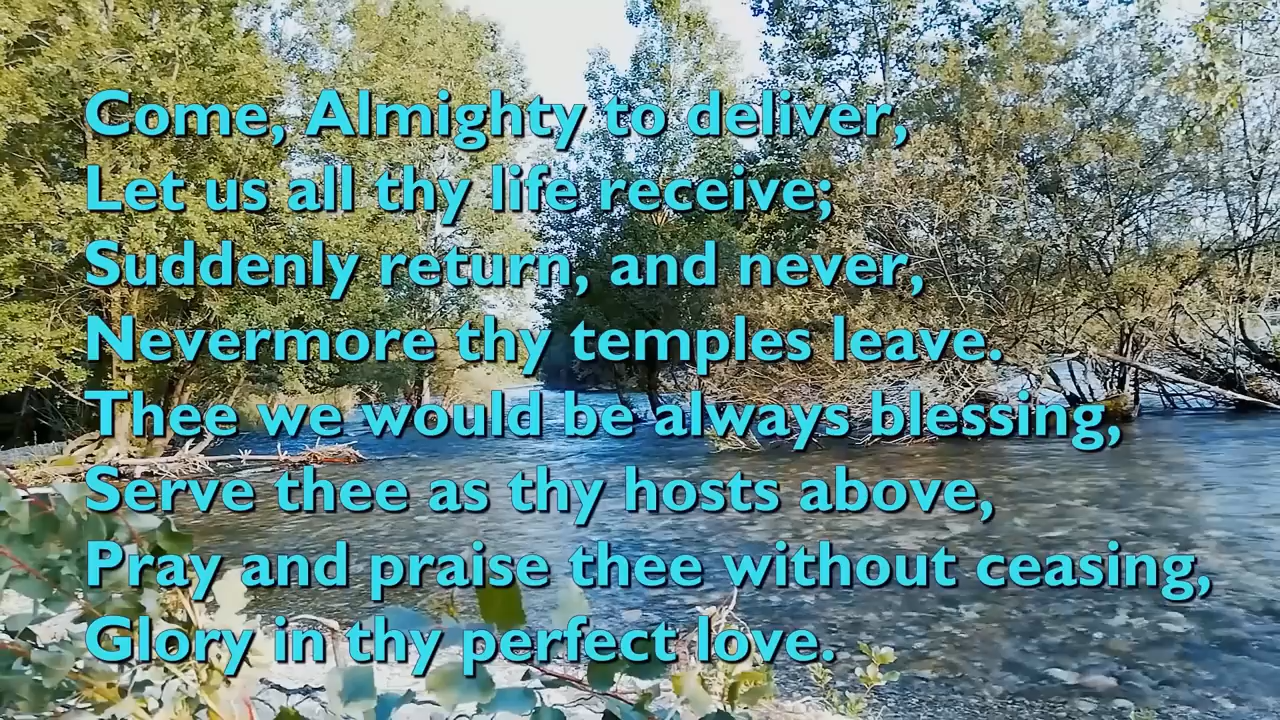 Come, Almighty to deliver,
Let us all thy life receive;
Suddenly return, and never,
Nevermore thy temples leave.
Thee we would be always blessing,
Serve thee as thy hosts above,
Pray and praise thee without ceasing,
Glory in thy perfect love.